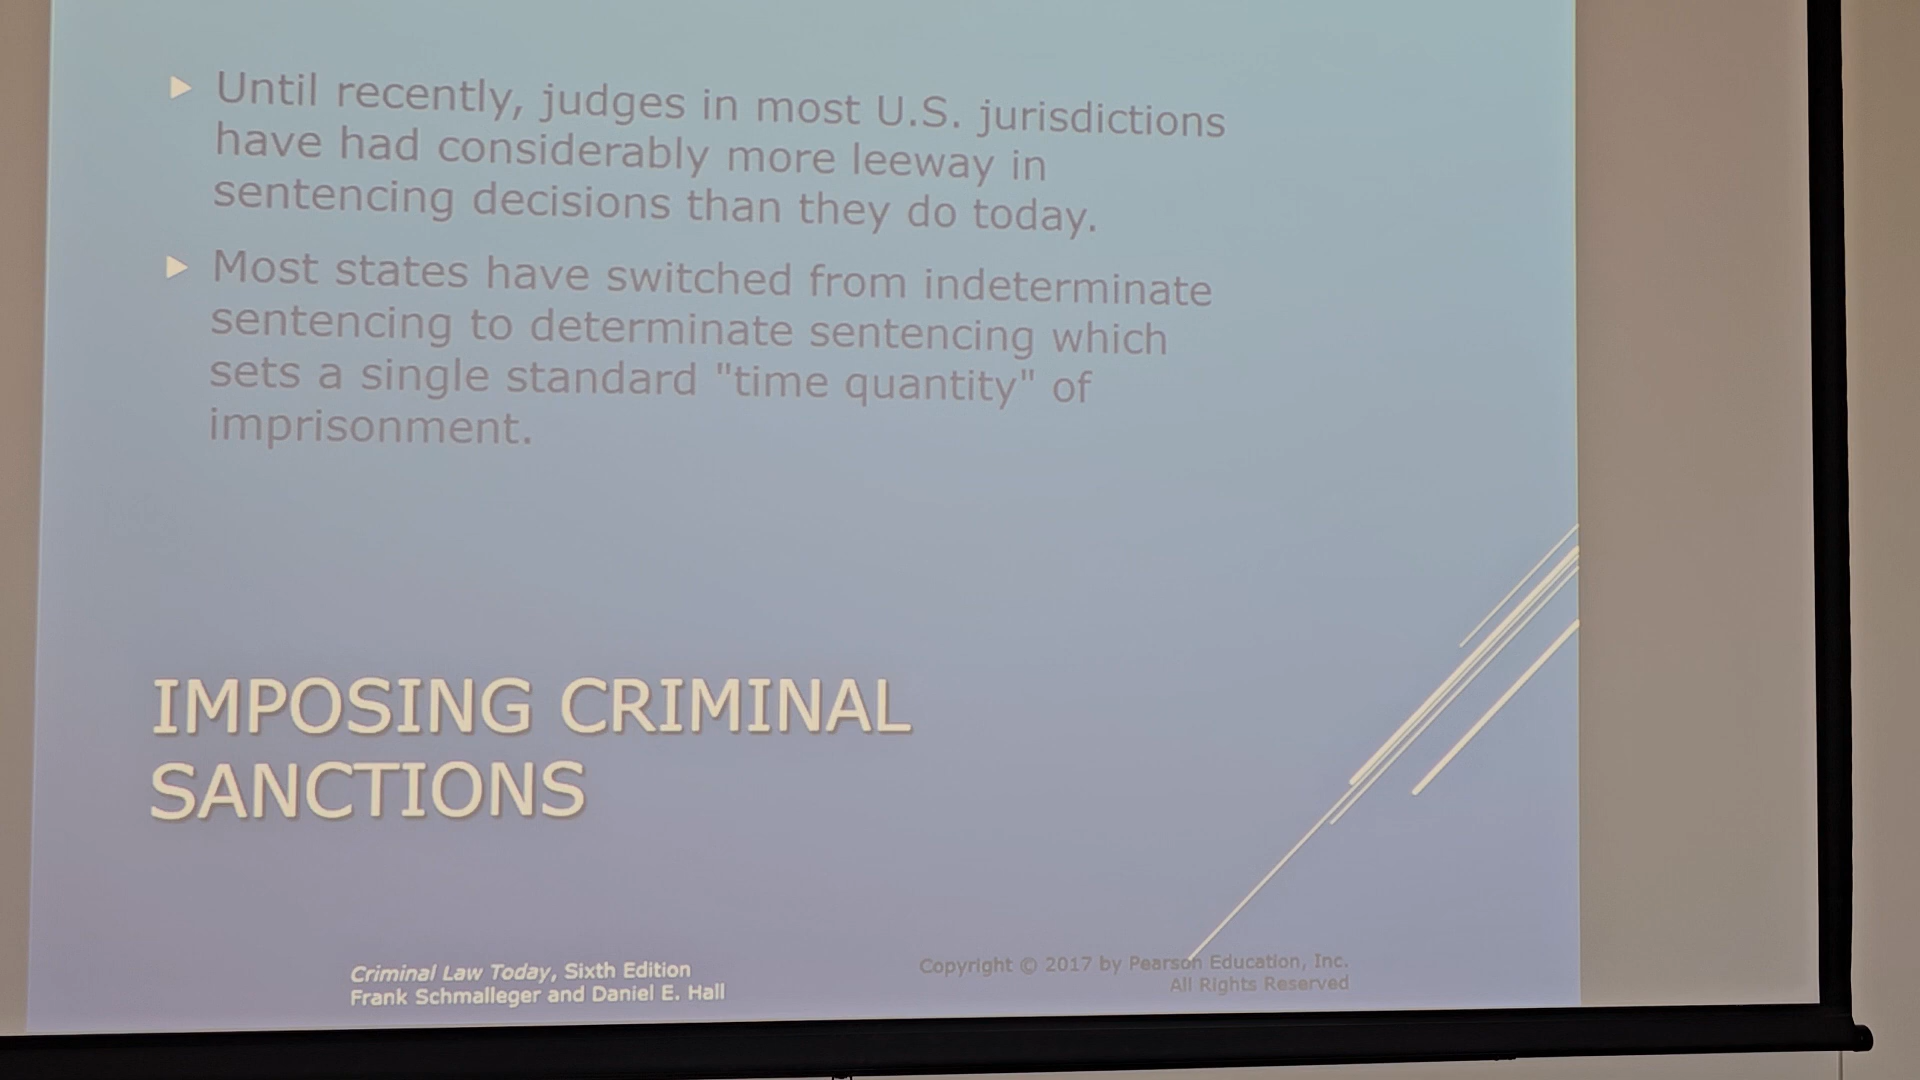 Until recently, judges in most U.S. jurisdictions
have had considerably more leeway in
sentencing decisions than they do today.
Most states have switched from indeterminate
sentencing to determinate sentencing which
sets a single standard "time quantity" of
imprisonment.
IMPOSING CRIMINAL
SANCTIONS
Criminal Law Today, Sixth Edition
Frank Schmalleger and Daniel E. Hall
Copyright © 2017 by Pearson Education, Inc.
All Rights Reserved